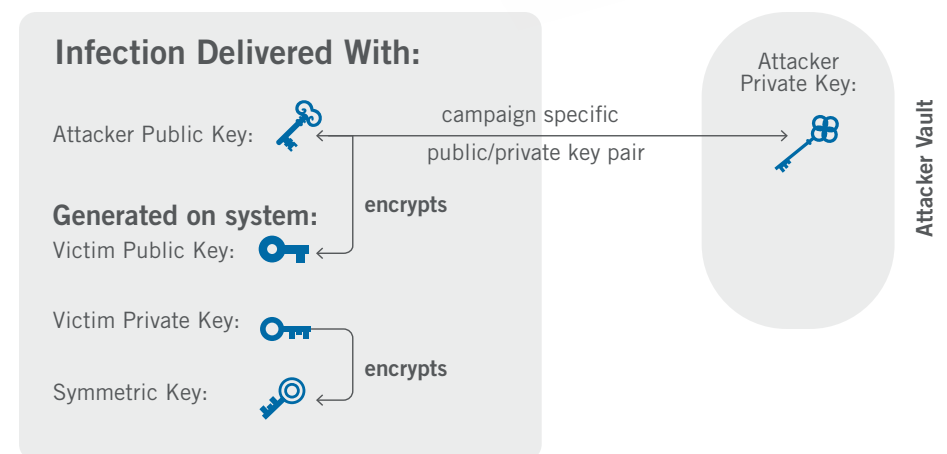 Infection Delivered With:
Attacker
Private Key:
Attacker Public Key:
campaign specific
public/private key pair
Attacker Vault
encrypts
Generated on system:
Victim Public Key:
Victim Private Key:
encrypts
Symmetric Key: